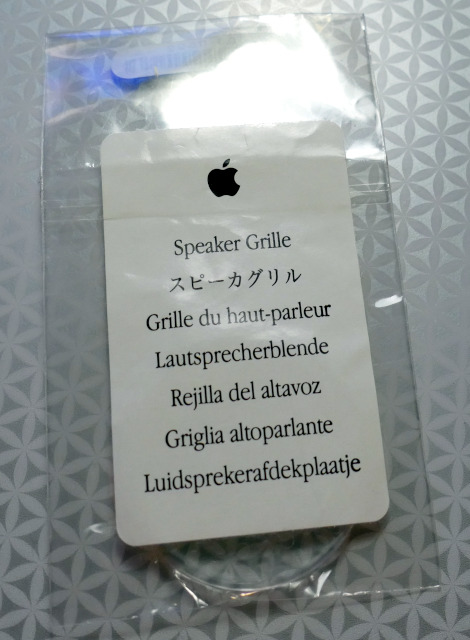 Speaker Grille
スピーカグリル
Grille du haut-parleur
Lautsprecherblende
Rejilla del altavoz
Griglia altoparlante
Luidsprekerafdekplaatje